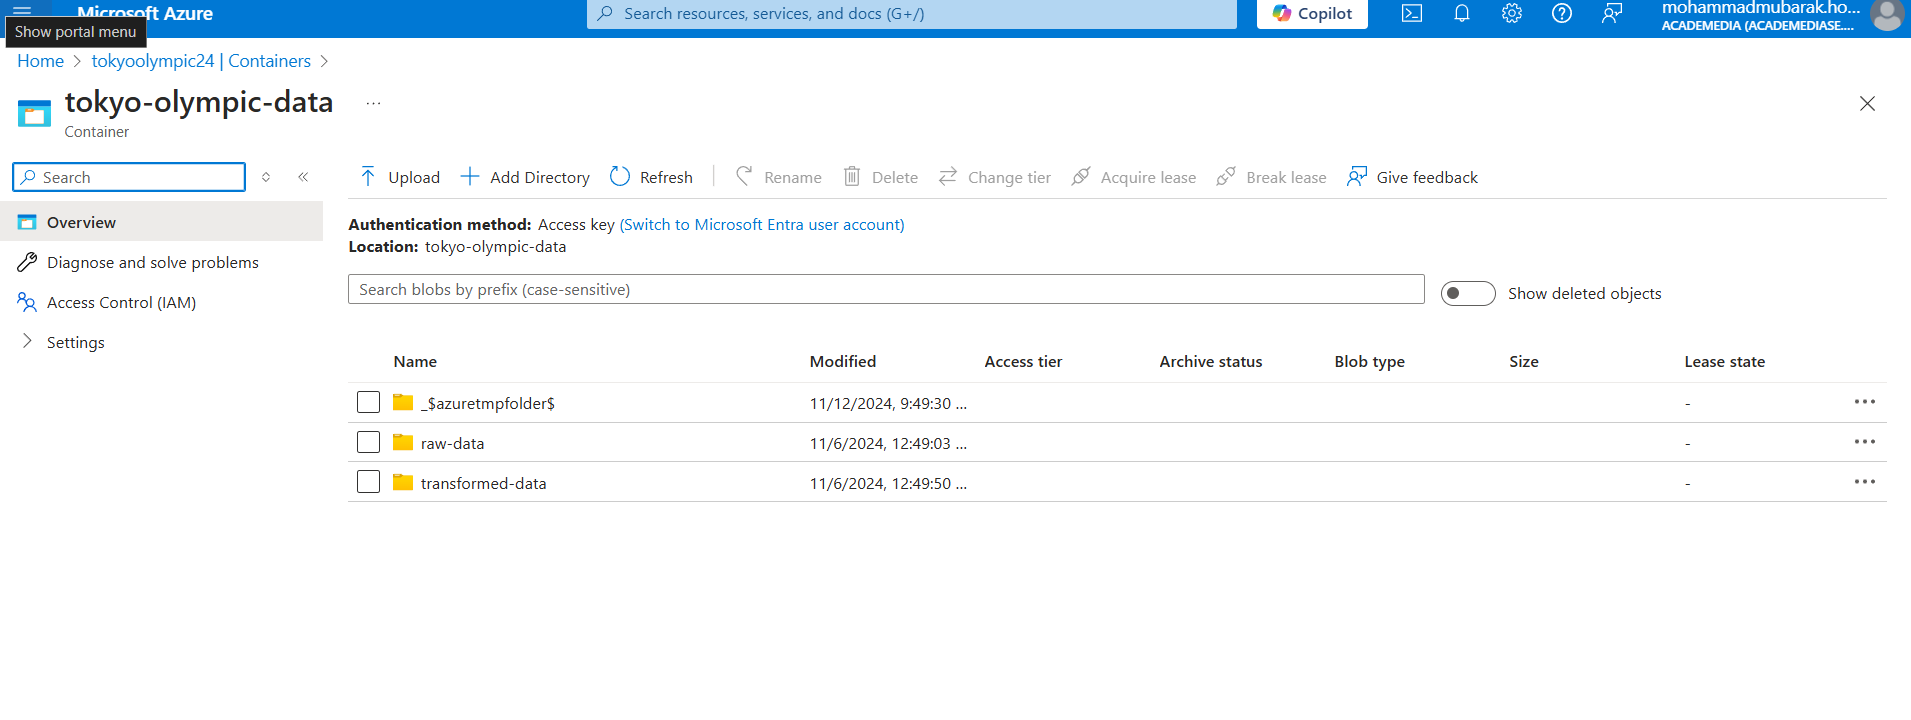 Microsoft Azure
Search resources, services, and docs (G+/)
Copilot
mohammadmubarak.ho...
ACADEMEDIA (ACADEMEDIASE....
Show portal menu
Home > tokyoolympic24 | Containers >
tokyo-olympic-data ...
Container
Search
Upload Add Directory Refresh Rename Delete Change tier Acquire lease Break lease Give feedback
Overview
Diagnose and solve problems
Access Control (IAM)
Settings
Authentication method: Access key (Switch to Microsoft Entra user account)
Location: tokyo-olympic-data
Search blobs by prefix (case-sensitive)
Show deleted objects
Name Modified Access tier Archive status Blob type Size Lease state
_$azuretmpfolder$ 11/12/2024, 9:49:30 ... -
raw-data 11/6/2024, 12:49:03 ... -
transformed-data 11/6/2024, 12:49:50 ... -